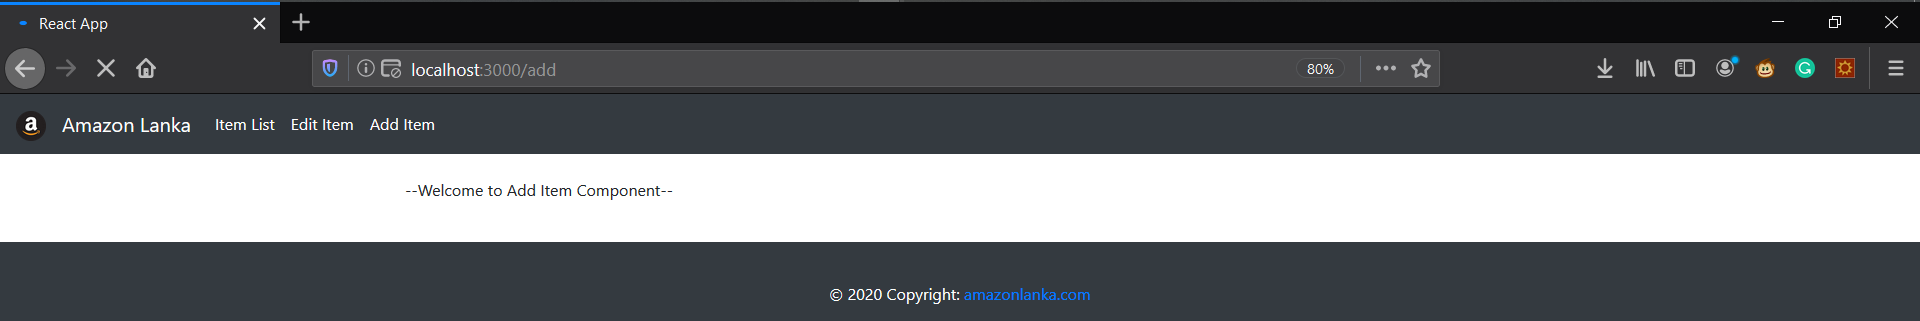 React App
localhost:3000/add
80%
a Amazon Lanka Item List Edit Item Add Item
--Welcome to Add Item Component--
© 2020 Copyright: amazonlanka.com